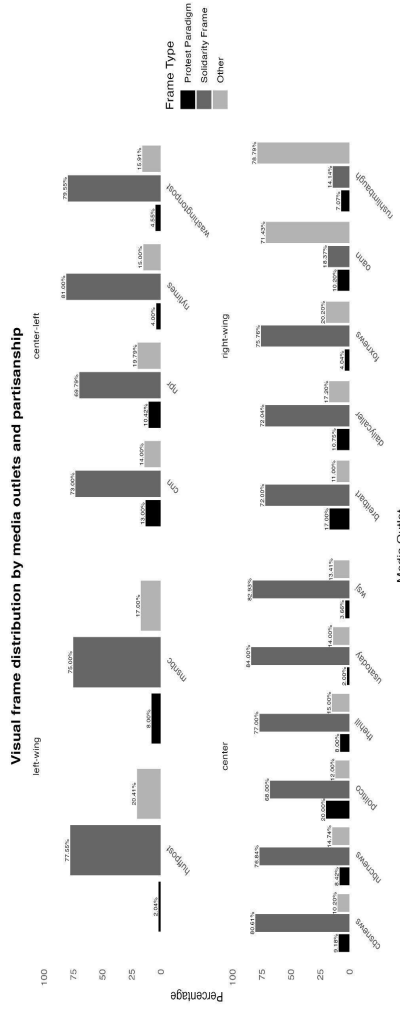 Visual frame distribution by media outlets and partisanship
left-wing
center-left
100
75
50
25
0
2.04% 77.55% 20.41%
8.00% 75.00% 17.00%
13.00% 73.00% 14.00%
10.42% 69.79% 19.79%
4.00% 81.00% 15.00%
4.55% 79.55% 15.91%
huffpost
msnbc
cnn
npr
nytimes
washingtonpost
Percentage
center
right-wing
100
75
50
25
0
9.18% 80.61% 10.20%
8.42% 76.84% 14.74%
20.00% 68.00% 12.00%
8.00% 77.00% 15.00%
2.00% 84.00% 14.00%
3.66% 82.93% 13.41%
17.00% 72.00% 11.00%
10.75% 72.04% 17.20%
4.04% 75.76% 20.20%
10.20% 18.37% 71.43%
7.07% 14.14% 78.79%
cbsnews
nbcnews
politico
thehill
usatoday
wsj
breitbart
dailycaller
foxnews
oann
rushlimbaugh
Media Outlet
Frame Type
Protest Paradigm
Solidarity Frame
Other